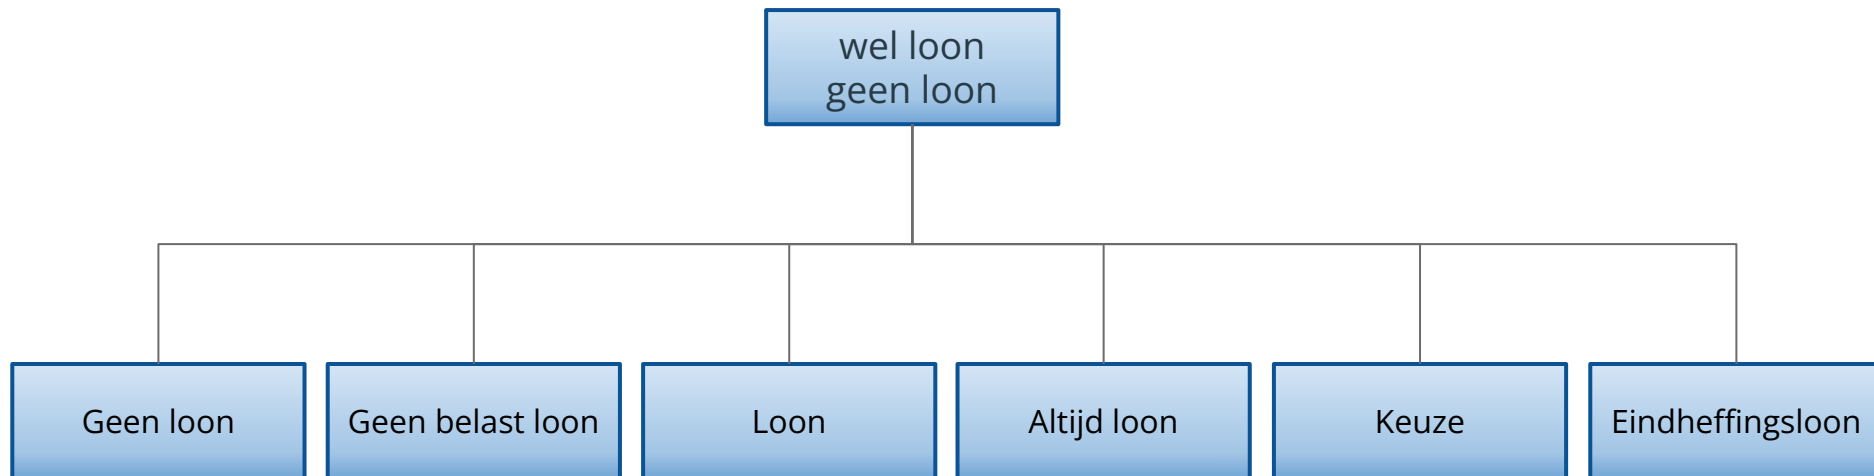 wel loon
geen loon
Geen loon
Geen belast loon
Loon
Altijd loon
Keuze
Eindheffingsloon